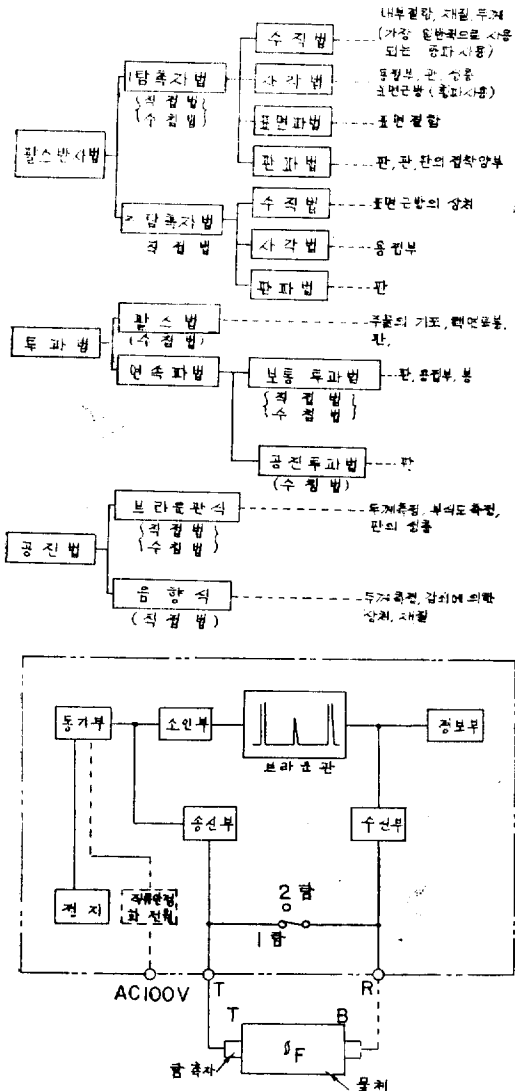 내부결함, 재질, 두께
수직법
(가장 일반적으로 사용
되는 종파사용)
1탐촉자법
사각법
용접부, 관, 성층
표면근방 (횡파사용)
직접법
수침법
표면파법
표면결함
펄스반사법
판파법
판, 관, 판의 접착양부
수직법
표면근방의 상처
2탐촉자법
직접법
사각법
용접부
판파법
판
펄스법
(수침법)
주물의 기포,
판,
투과법
연속파법
보통 투과법
판, 용접부, 봉
직접법
수침법
공진투과법
판
(수침법)
브라운관식
두께측정, 부식도측정,
판의 성층
직접법
수침법
공진법
음향식
두께측정, 감쇠에 의한
상처, 재질
(직접법)
동기부
소인부
정보부
브라운관
송신부
수신부
2탐
전지
직류안정
화 전원
1탐
AC100V
T
R
T
B
F
탐촉자
물체